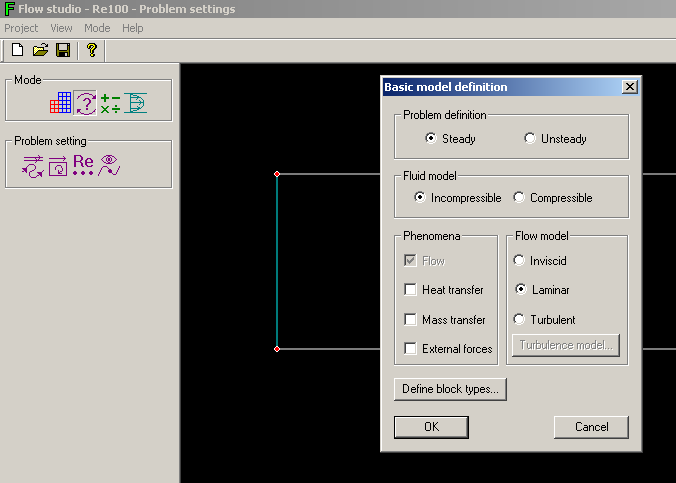 Flow studio - Re100 - Problem settings
Project View Mode Help
Mode
Problem setting
Re
Basic model definition
Problem definition
Steady Unsteady
Fluid model
Incompressible Compressible
Phenomena
Flow
Heat transfer
Mass transfer
External forces
Flow model
Inviscid
Laminar
Turbulent
Turbulence model...
Define block types...
OK Cancel